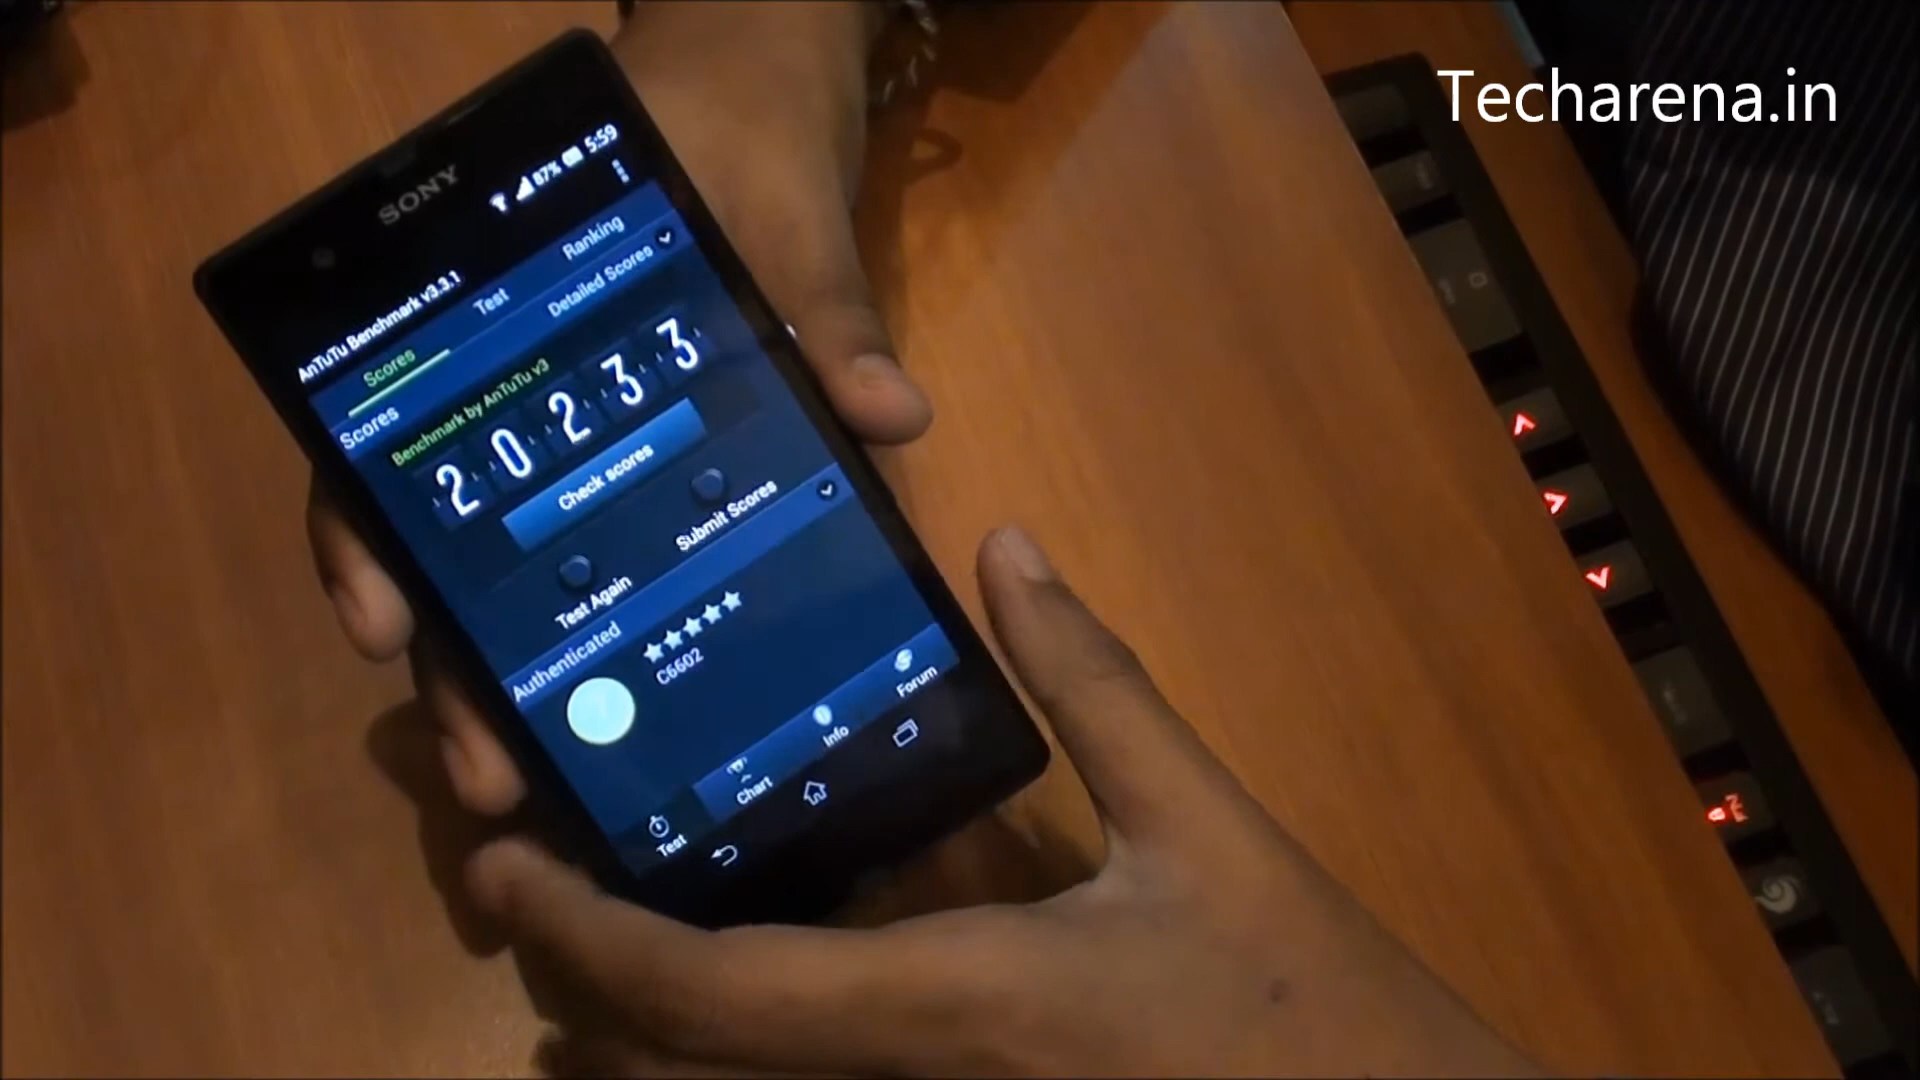 Techarena.in
SONY
87% 5:59
AnTuTu Benchmark v3.3.1
Scores
Test
Ranking
Scores
Detailed Scores
Benchmark by AnTuTu v3
20233
Check scores
Test Again
Submit Scores
Authenticated
C6602
Test
Chart
Info
Forum